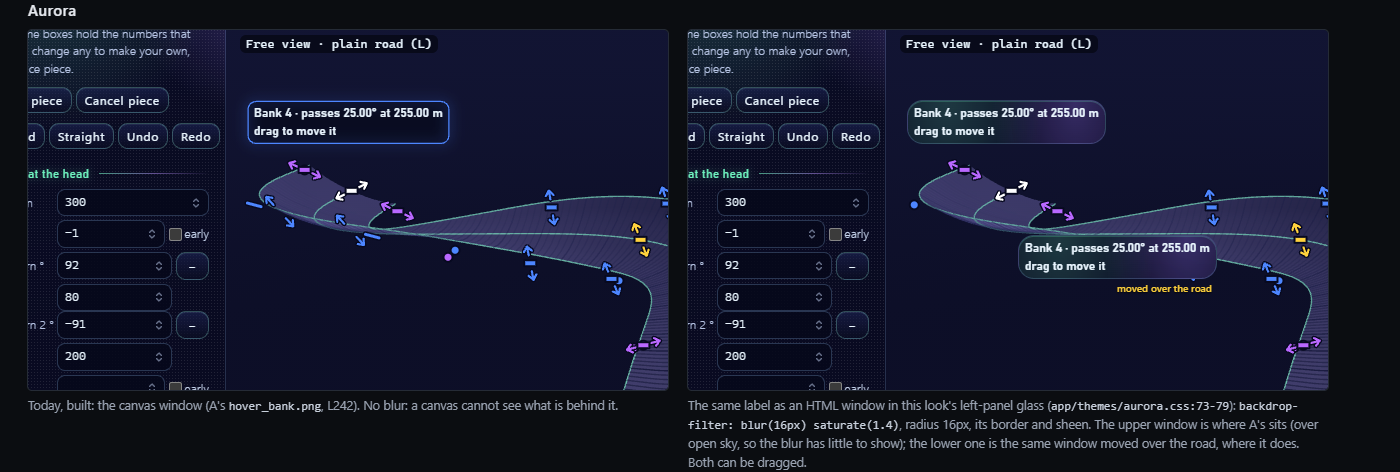 Aurora
ne boxes hold the numbers that
change any to make your own,
ce piece.
piece
Cancel piece
d
Straight
Undo
Redo
at the head
n
300
−1
early
rn °
92
−
80
rn 2 °
−91
−
200
early
Free view · plain road (L)
Bank 4 · passes 25.00° at 255.00 m
drag to move it
Today, built: the canvas window (A's hover_bank.png, L242). No blur: a canvas cannot see what is behind it.
ne boxes hold the numbers that
change any to make your own,
ce piece.
piece
Cancel piece
d
Straight
Undo
Redo
at the head
n
300
−1
early
rn °
92
−
80
rn 2 °
−91
−
200
early
Free view · plain road (L)
Bank 4 · passes 25.00° at 255.00 m
drag to move it
Bank 4 · passes 25.00° at 255.00 m
drag to move it
moved over the road
The same label as an HTML window in this look's left-panel glass (app/themes/aurora.css:73-79): backdrop-
filter: blur(16px) saturate(1.4), radius 16px, its border and sheen. The upper window is where A's sits (over
open sky, so the blur has little to show); the lower one is the same window moved over the road, where it does.
Both can be dragged.